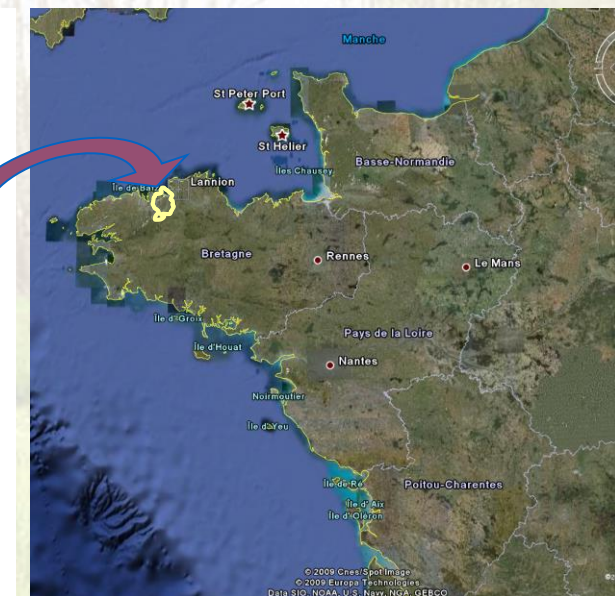 Manche
St Peter Port
St Helier
Basse-Normandie
Îles Chausey
Lannion
Bretagne
Rennes
Le Mans
Île d'Groix
Île d'Houat
Pays de la Loire
Nantes
Noirmoutier
Île d'Yeu
Île de Ré
Poitou-Charentes
Île d'Aix
Île d'Oléron
© 2009 Cnes/Spot Image
© 2009 Europa Technologies
Data SIO, NOAA, U.S. Navy, NGA, GEBCO